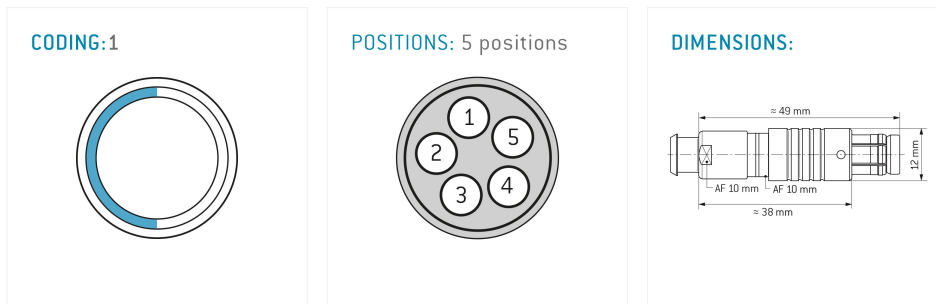 CODING:1
POSITIONS: 5 positions
1
2
5
3
4
DIMENSIONS:
≈ 49 mm
12 mm
AF 10 mm
AF 10 mm
≈ 38 mm